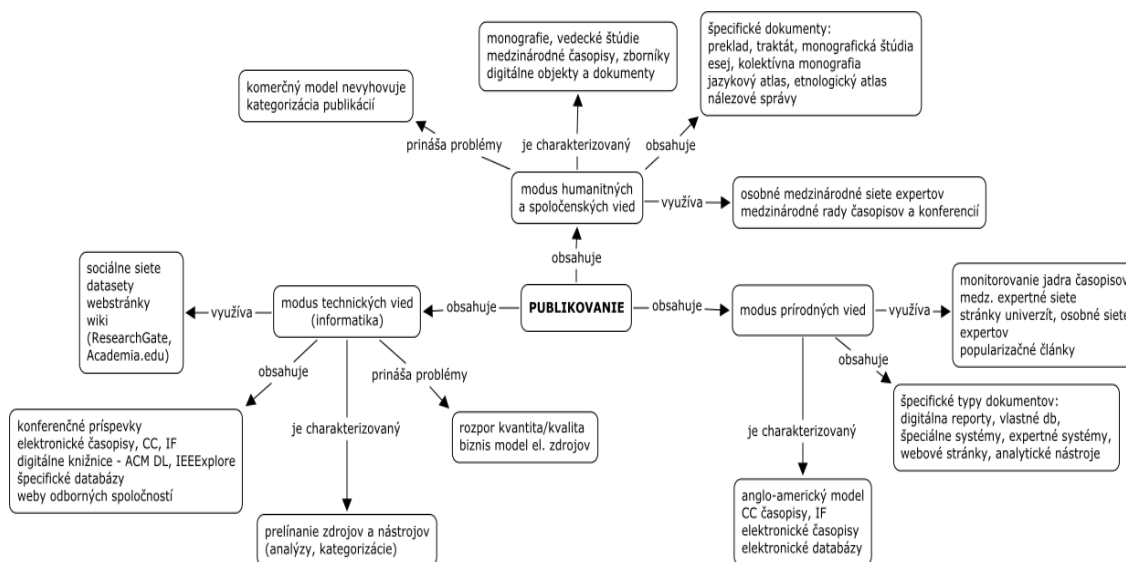 monografie, vedecké štúdie
medzinárodné časopisy, zborníky
digitálne objekty a dokumenty
špecifické dokumenty:
preklad, traktát, monografická štúdia
esej, kolektívna monografia
jazykový atlas, etnologický atlas
nálezové správy
komerčný model nevyhovuje
kategorizácia publikácií
prináša problémy
je charakterizovaný
obsahuje
modus humanitných
a spoločenských vied
využíva
osobné medzinárodné siete expertov
medzinárodné rady časopisov a konferencií
obsahuje
sociálne siete
datasety
webstránky
wiki
(ResearchGate,
Academia.edu)
využíva
modus technických vied
(informatika)
obsahuje
PUBLIKOVANIE
obsahuje
modus prírodných vied
využíva
monitorovanie jadra časopisov
medz. expertné siete
stránky univerzít, osobné siete
expertov
popularizačné články
obsahuje
prináša problémy
obsahuje
konferenčné príspevky
elektronické časopisy, CC, IF
digitálne knižnice - ACM DL, IEEExplore
špecifické databázy
weby odborných spoločností
je charakterizovaný
rozpor kvantita/kvalita
biznis model el. zdrojov
je charakterizovaný
špecifické typy dokumentov:
digitálna reporty, vlastné db,
špeciálne systémy, expertné systémy,
webové stránky, analytické nástroje
prelínanie zdrojov a nástrojov
(analýzy, kategorizácie)
anglo-americký model
CC časopisy, IF
elektronické časopisy
elektronické databázy